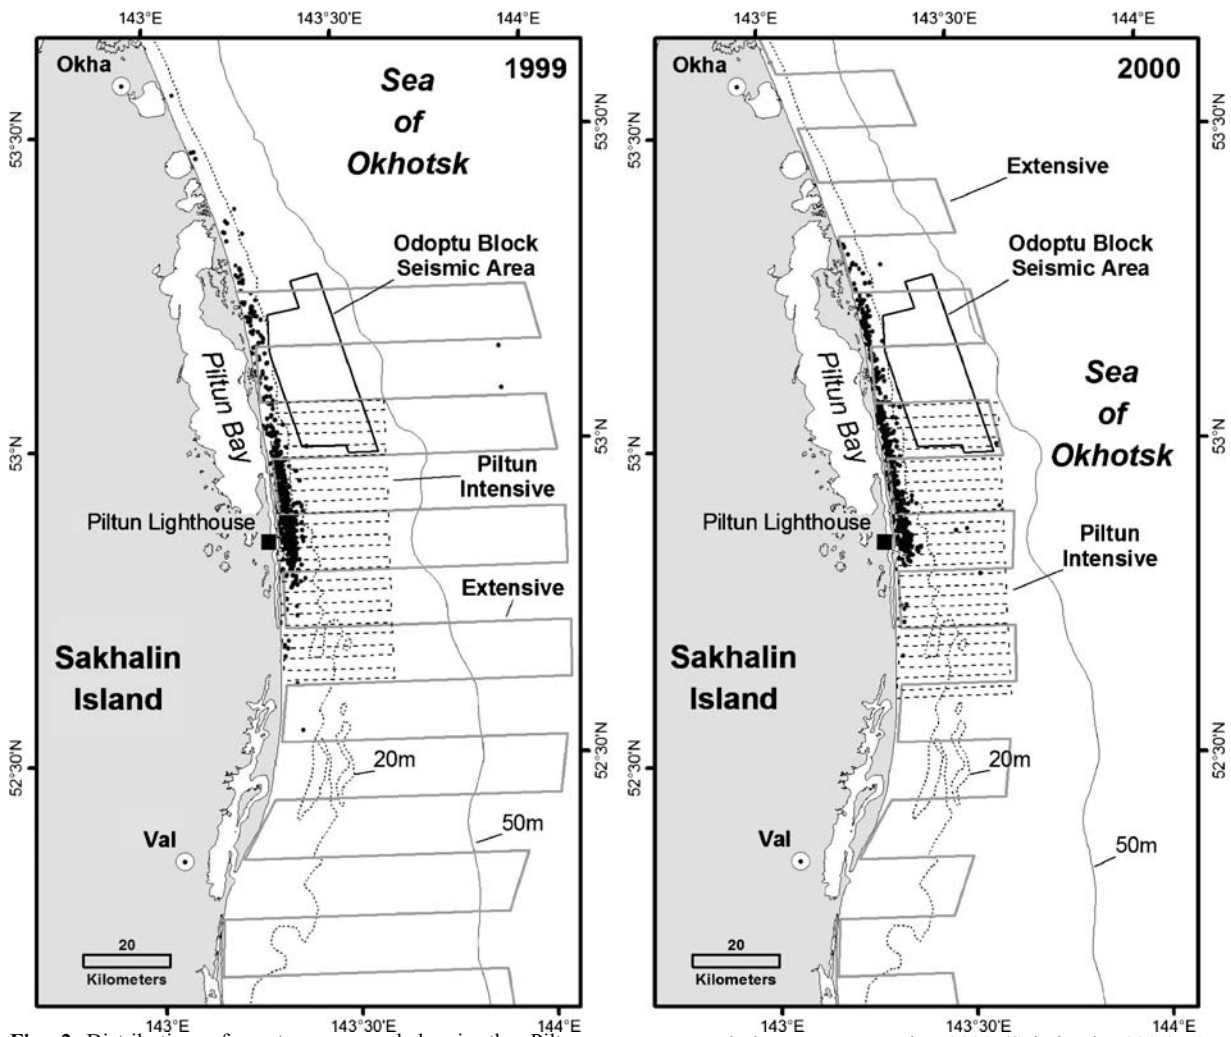 143°E 143°30'E 144°E
Okha
Sea
of
Okhotsk
1999
53°30'N
53°30'N
Odoptu Block
Seismic Area
Piltun Bay
53°N
53°N
Piltun
Intensive
Piltun Lighthouse
Extensive
Sakhalin
Island
52°30'N
52°30'N
20m
50m
Val
20
Kilometers
143°E 143°30'E 144°E
143°E 143°30'E 144°E
Okha
2000
53°30'N
53°30'N
Extensive
Odoptu Block
Seismic Area
Sea
of
Okhotsk
Piltun Bay
53°N
53°N
Piltun Lighthouse
Piltun
Intensive
Sakhalin
Island
52°30'N
52°30'N
20m
50m
Val
20
Kilometers
143°E 143°30'E 144°E